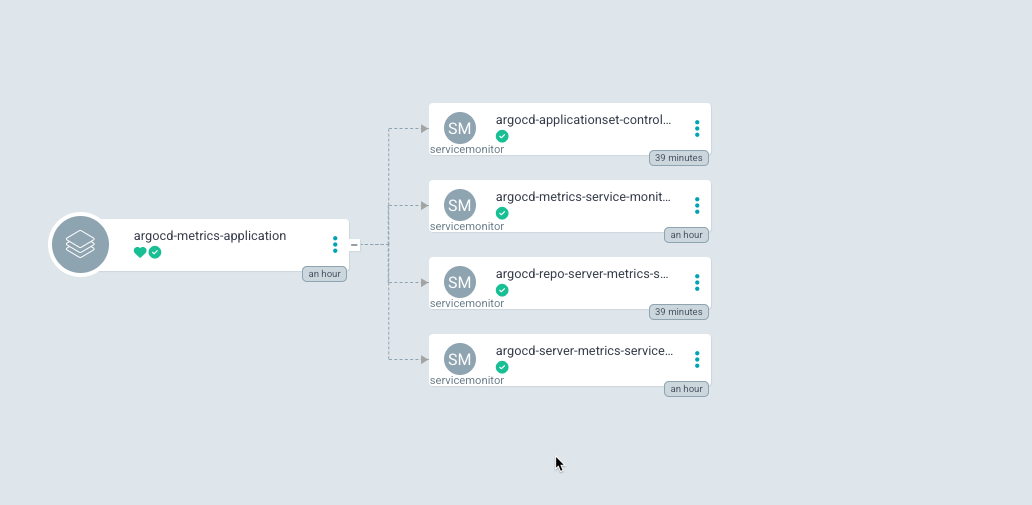 argocd-metrics-application
an hour
SM
argocd-applicationset-control...
servicemonitor
39 minutes
SM
argocd-metrics-service-monit...
servicemonitor
an hour
SM
argocd-repo-server-metrics-s...
servicemonitor
39 minutes
SM
argocd-server-metrics-service...
servicemonitor
an hour